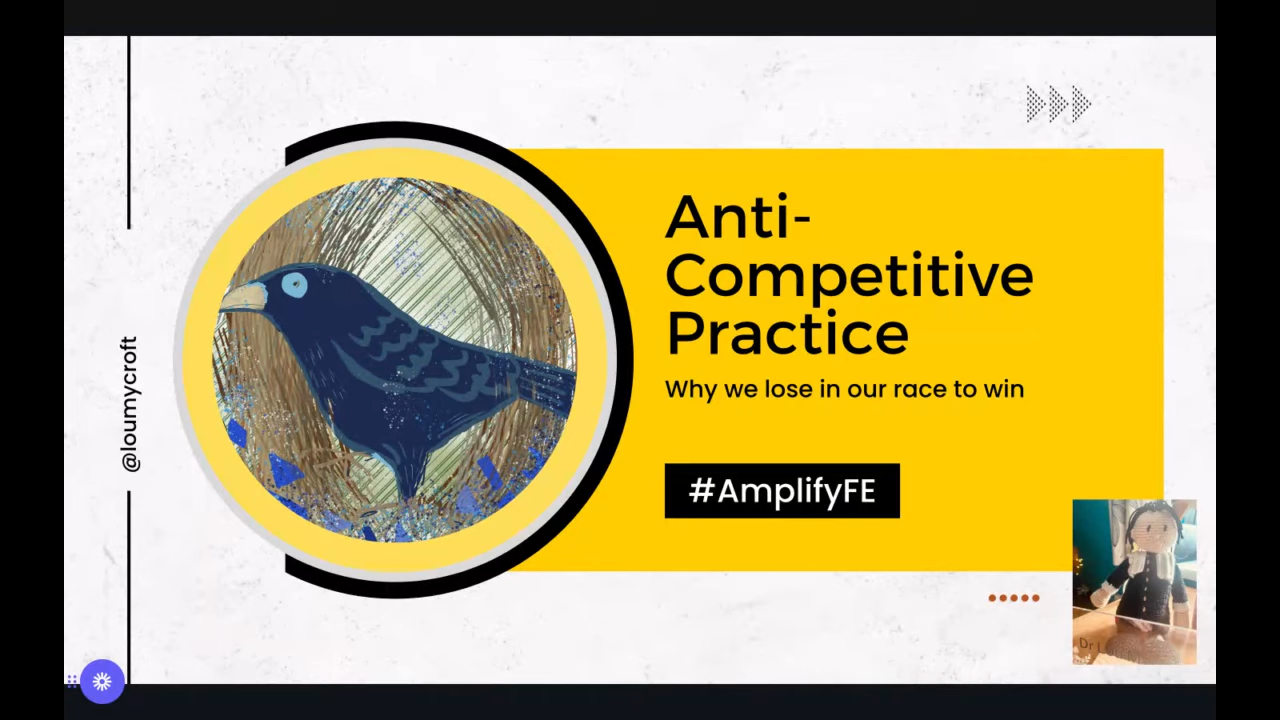 @loumycroft
Anti-
Competitive
Practice
Why we lose in our race to win
#AmplifyFE